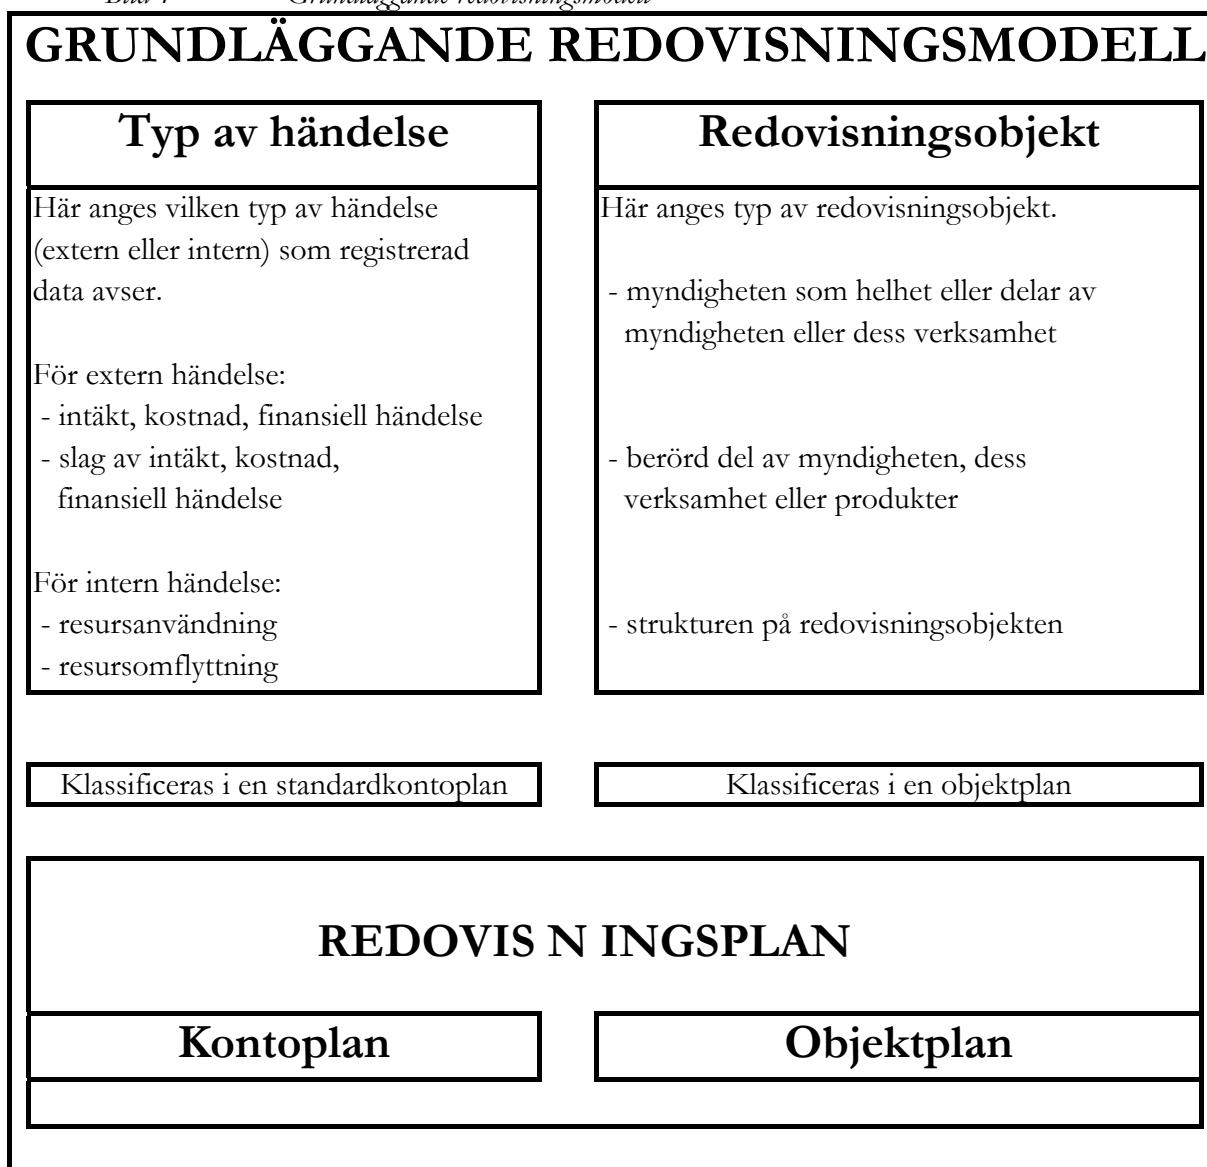 Grundläggande redovisningsmodell
GRUNDLÄGGANDE REDOVISNINGSMODELL
Typ av händelse
Här anges vilken typ av händelse
(extern eller intern) som registrerad
data avser.
För extern händelse:
- intäkt, kostnad, finansiell händelse
- slag av intäkt, kostnad,
finansiell händelse
För intern händelse:
- resursanvändning
- resursomflyttning
Redovisningsobjekt
Här anges typ av redovisningsobjekt.
- myndigheten som helhet eller delar av
myndigheten eller dess verksamhet
- berörd del av myndigheten, dess
verksamhet eller produkter
- strukturen på redovisningsobjekten
Klassificeras i en standardkontoplan
Klassificeras i en objektplan
REDOVIS N INGSPLAN
Kontoplan
Objektplan